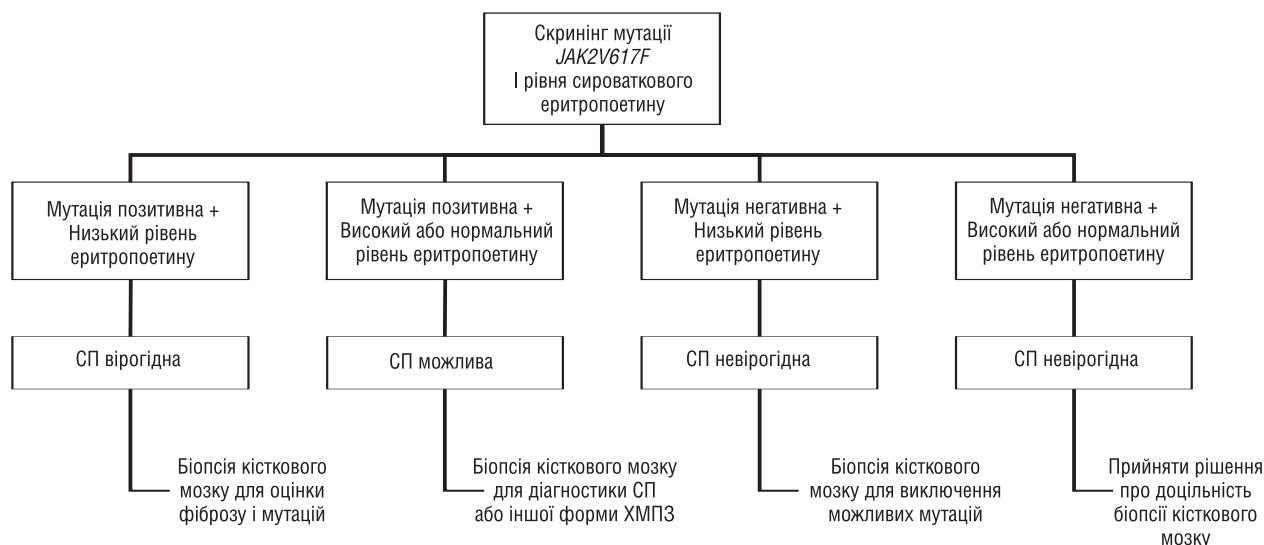 Скринінг мутації
JAK2V617F
І рівня сироваткового
еритропоетину
Мутація позитивна +
Низький рівень
еритропоетину
Мутація позитивна +
Високий або нормальний
рівень еритропоетину
Мутація негативна +
Низький рівень
еритропоетину
Мутація негативна +
Високий або нормальний
рівень еритропоетину
СП вірогідна
СП можлива
СП невірогідна
СП невірогідна
Біопсія кісткового
мозку для оцінки
фіброзу і мутацій
Біопсія кісткового мозку
для діагностики СП
або іншої форми ХМПЗ
Біопсія кісткового
мозку для виключення
можливих мутацій
Прийняти рішення
про доцільність
біопсії кісткового
мозку